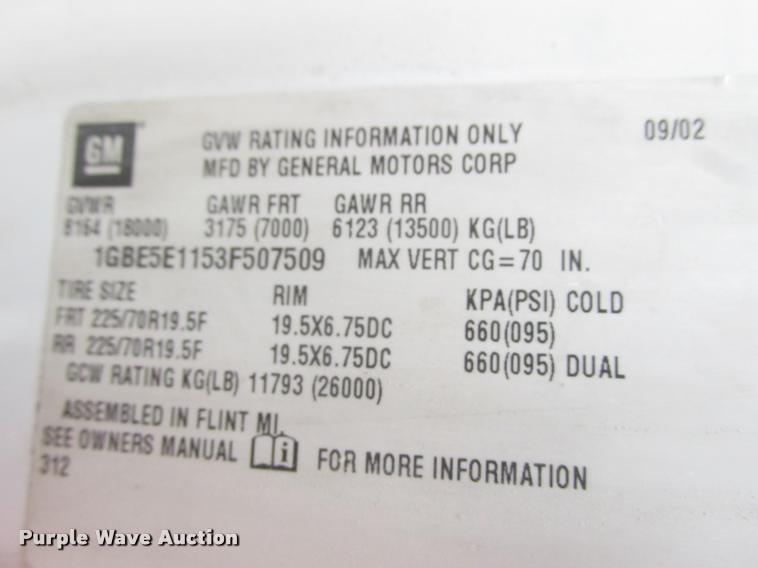 GM
GVW RATING INFORMATION ONLY 09/02
MFD BY GENERAL MOTORS CORP
GVWR GAWR FRT GAWR RR
8164 (18000) 3175 (7000) 6123 (13500) KG(LB)
1GBE5E1153F507509 MAX VERT CG=70 IN.
TIRE SIZE RIM KPA(PSI) COLD
FRT 225/70R19.5F 19.5X6.75DC 660(095)
RR 225/70R19.5F 19.5X6.75DC 660(095) DUAL
GCW RATING KG(LB) 11793 (26000)
ASSEMBLED IN FLINT MI.
SEE OWNERS MANUAL i FOR MORE INFORMATION
312
Purple Wave Auction